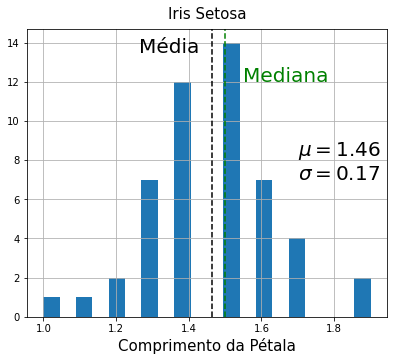 Iris Setosa
14
12
10
8
6
4
2
0
Média
Mediana
μ = 1.46
σ = 0.17
1.0 1.2 1.4 1.6 1.8
Comprimento da Pétala